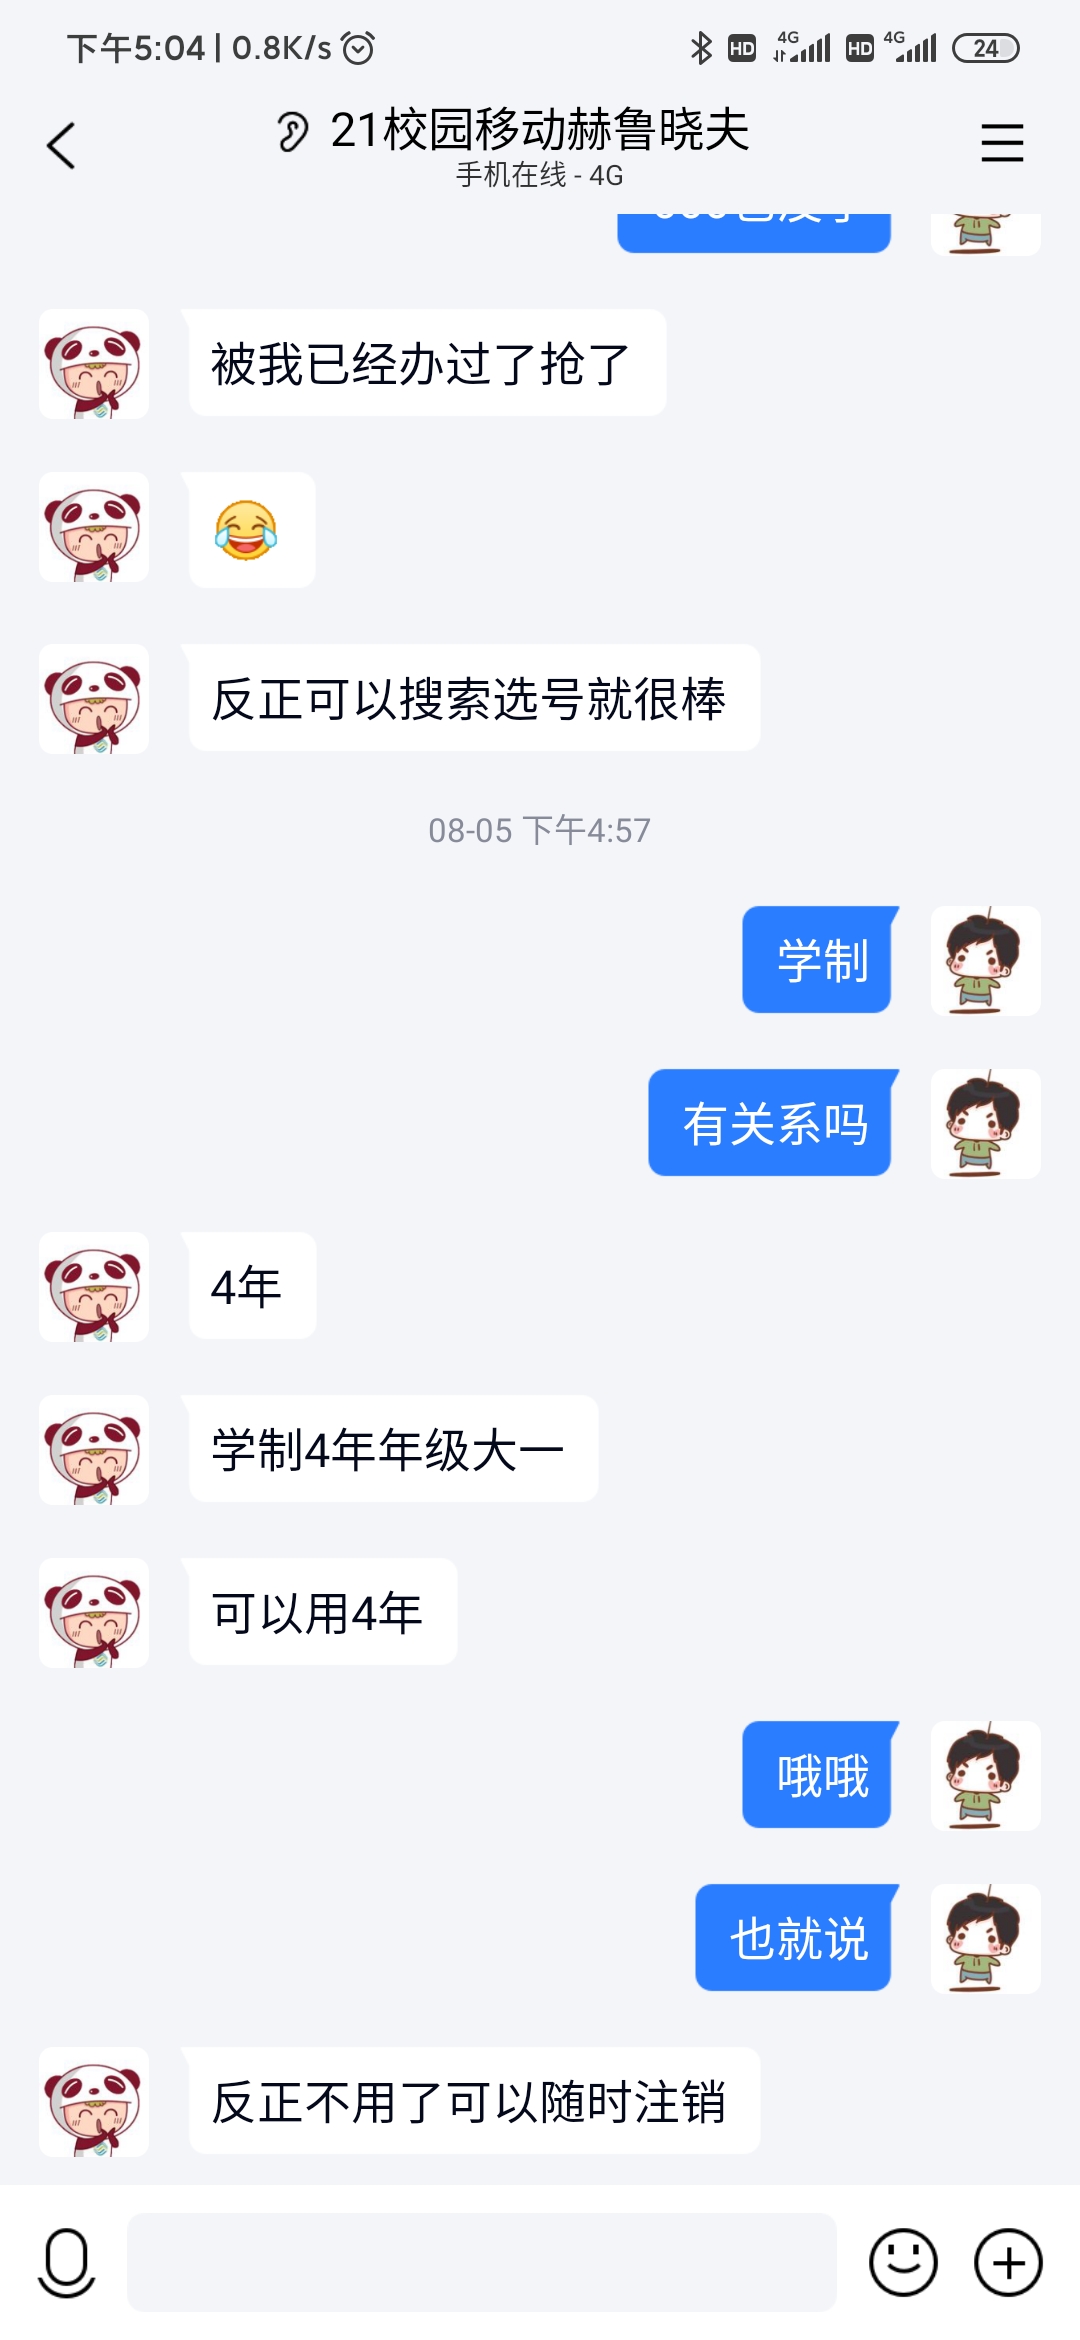 下午5:04 | 0.8K/s
HD 4G HD 4G 24
21校园移动赫鲁晓夫
手机在线 - 4G
被我已经办过了抢了
反正可以搜索选号就很棒
08-05 下午4:57
学制
有关系吗
4年
学制4年年级大一
可以用4年
哦哦
也就说
反正不用了可以随时注销